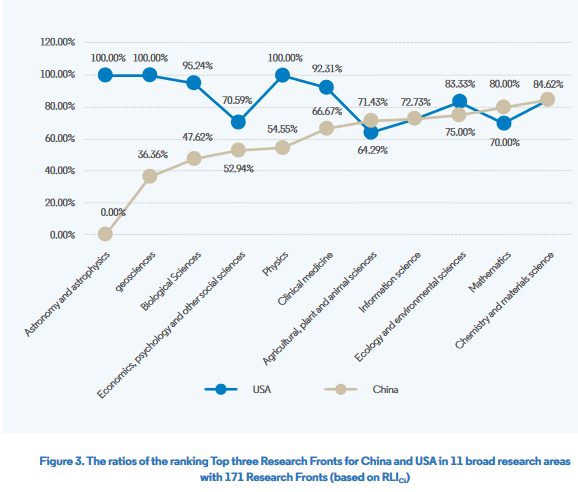 120.00%
100.00%
80.00%
60.00%
40.00%
20.00%
0.00%
100.00%
100.00%
95.24%
70.59%
100.00%
92.31%
64.29%
72.73%
83.33%
70.00%
84.62%
0.00%
36.36%
47.62%
52.94%
54.55%
66.67%
71.43%
75.00%
80.00%
Astronomy and astrophysics
geosciences
Biological Sciences
Economics, psychology and other social sciences
Physics
Clinical medicine
Agricultural, plant and animal sciences
Information science
Ecology and environmental sciences
Mathematics
Chemistry and materials science
USA
China
Figure 3. The ratios of the ranking Top three Research Fronts for China and USA in 11 broad research areas
with 171 Research Fronts (based on RLICi)